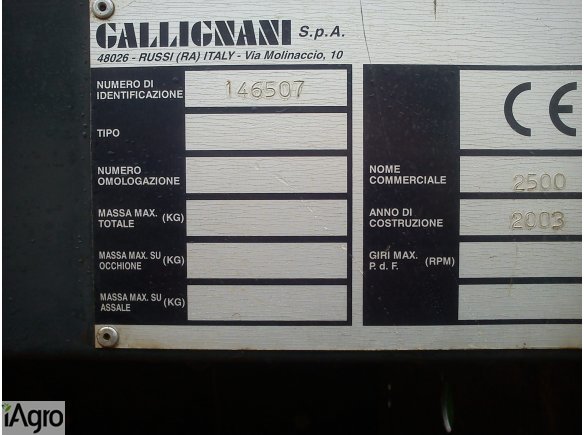 GALLIGNANI S.p.A.
48026 - RUSSI (RA) ITALY - Via Molinaccio, 10
NUMERO DI
IDENTIFICAZIONE
146507
TIPO
NUMERO
OMOLOGAZIONE
MASSA MAX.
TOTALE (KG)
MASSA MAX. SU
OCCHIONE (KG)
MASSA MAX. SU
ASSALE (KG)
CE
NOME
COMMERCIALE
2500
ANNO DI
COSTRUZIONE
2003
GIRI MAX.
P. d. F. (RPM)
iAgro